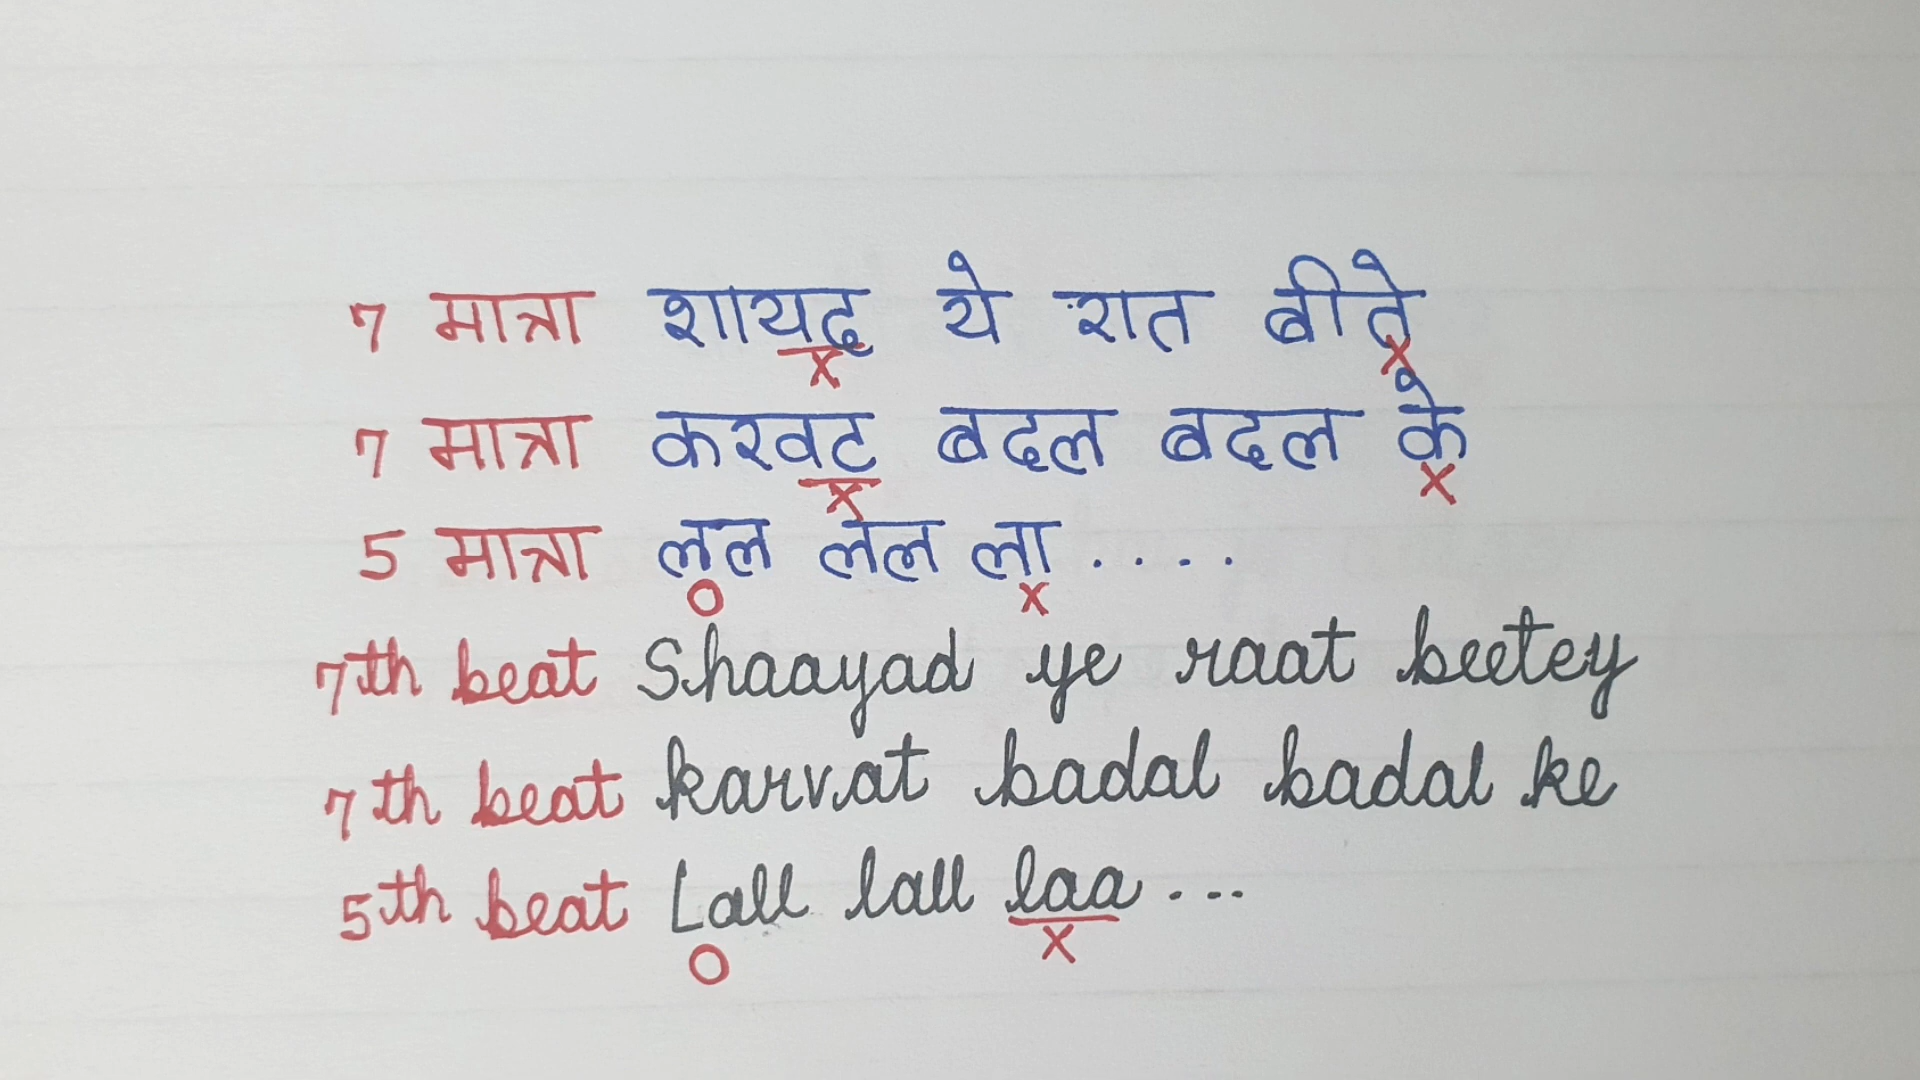 7 मात्रा शायद ये रात बीते
x x
7 मात्रा करवट बदल बदल के
x x
5 मात्रा लल लल ला ....
o x
7th beat Shaayad ye raat beetey
7th beat karvat badal badal ke
5th beat Lall lall laa ...
o x